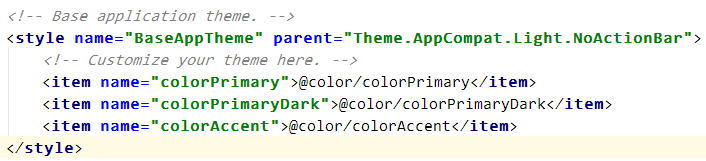 <!-- Base application theme. -->
<style name="BaseAppTheme" parent="Theme.AppCompat.Light.NoActionBar">
<!-- Customize your theme here. -->
<item name="colorPrimary">@color/colorPrimary</item>
<item name="colorPrimaryDark">@color/colorPrimaryDark</item>
<item name="colorAccent">@color/colorAccent</item>
</style>